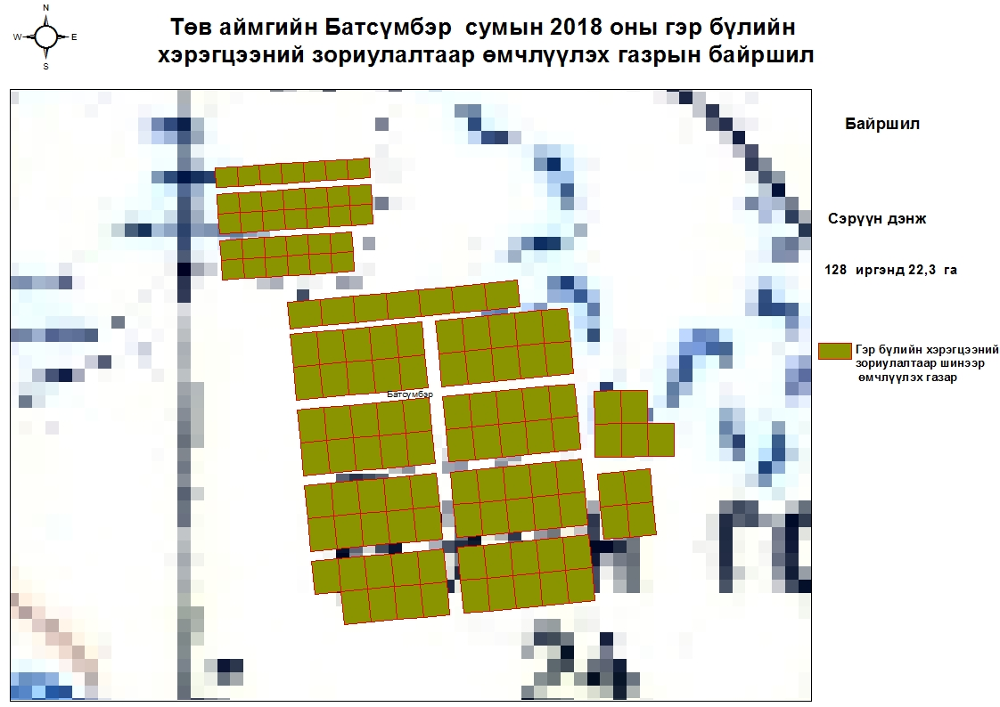 N
W E
S
Төв аймгийн Батсүмбэр сумын 2018 оны гэр бүлийн
хэрэгцээний зориулалтаар өмчлүүлэх газрын байршил
Байршил
Сэрүүн дэнж
128 иргэнд 22,3 га
Гэр бүлийн хэрэгцээний
зориулалтаар шинээр
өмчлүүлэх газар
Батсүмбэр